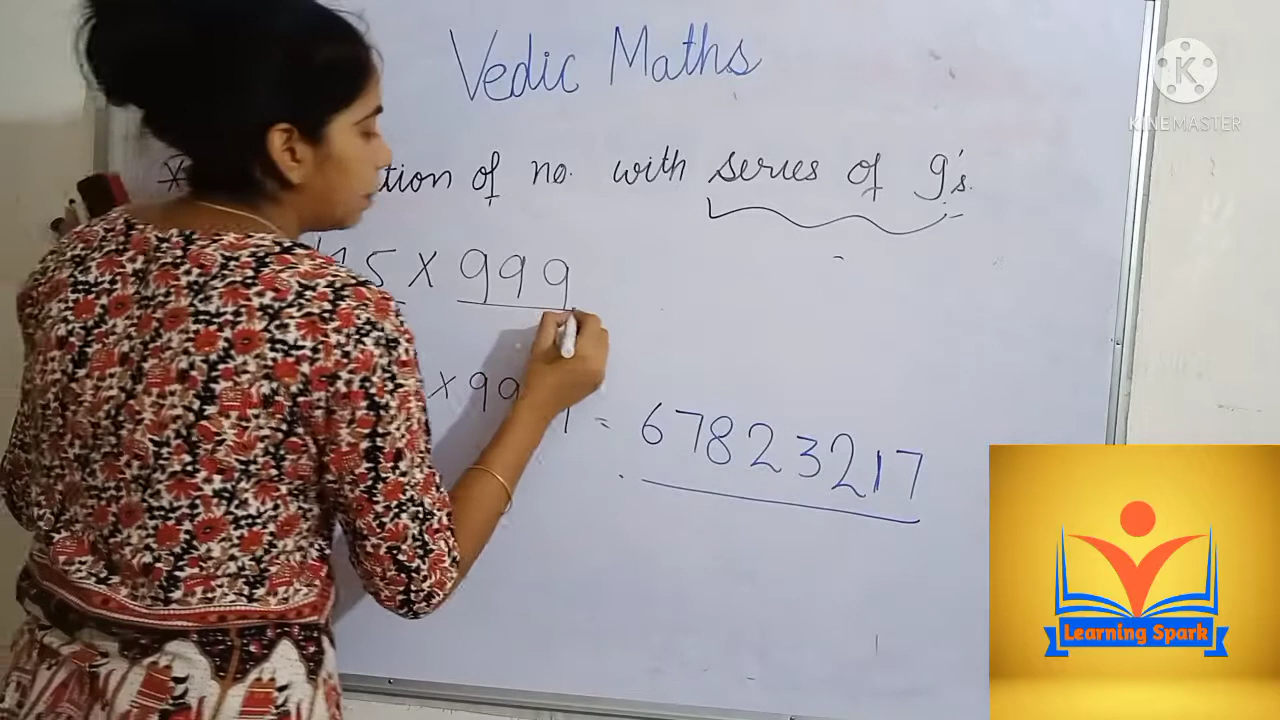 Vedic Maths
KINEMASTER
*tion of no. with series of 9's.
5 × 999
× 99 = 67823217
Learning Spark